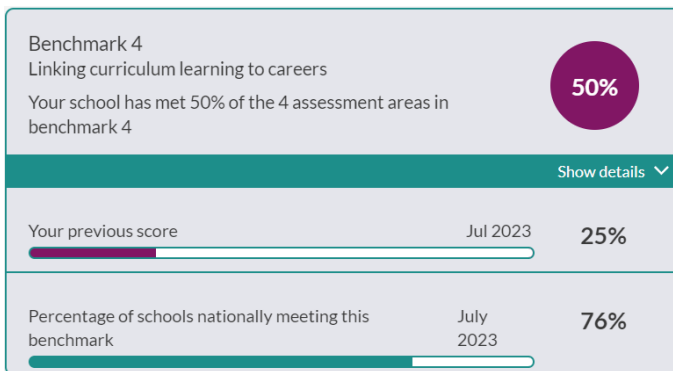 Benchmark 4
Linking curriculum learning to careers
Your school has met 50% of the 4 assessment areas in
benchmark 4
50%
Show details
Your previous score
Jul 2023
25%
Percentage of schools nationally meeting this
benchmark
July
2023
76%